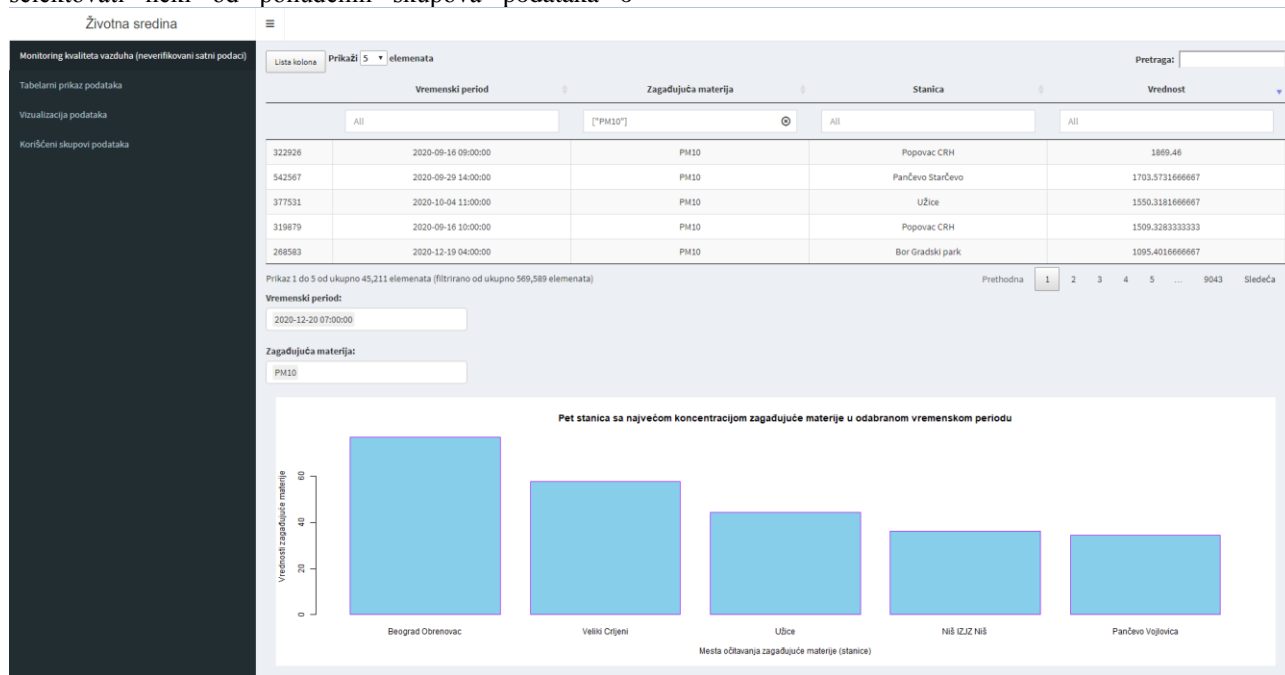 selektovati neki od ponuđenih skupova podataka o
Životna sredina
Monitoring kvaliteta vazduha (neverifikovani satni podaci)
Tabelarni prikaz podataka
Vizualizacija podataka
Korišćeni skupovi podataka
Lista kolona Prikaži 5 elemenata Pretraga:
Vremenski period Zagađujuća materija Stanica Vrednost
All ["PM10"] All All
322926 2020-09-16 09:00:00 PM10 Popovac CRH 1869.46
542567 2020-09-29 14:00:00 PM10 Pančevo Starčevo 1703.5731666667
377531 2020-10-04 11:00:00 PM10 Užice 1550.3181666667
319879 2020-09-16 10:00:00 PM10 Popovac CRH 1509.3283333333
268583 2020-12-19 04:00:00 PM10 Bor Gradski park 1095.4016666667
Prikaz 1 do 5 od ukupno 45,211 elemenata (filtrirano od ukupno 569,589 elemenata) Prethodna 1 2 3 4 5 ... 9043 Sledeća
Vremenski period:
2020-12-20 07:00:00
Zagađujuća materija:
PM10
Pet stanica sa najvećom koncentracijom zagađujuće materije u odabranom vremenskom periodu
Vrednosti zagađujuće materije
60
40
20
0
Beograd Obrenovac Veliki Crljeni Užice Niš IZJZ Niš Pančevo Vojlovica
Mesta očitavanja zagađujuće materije (stanice)